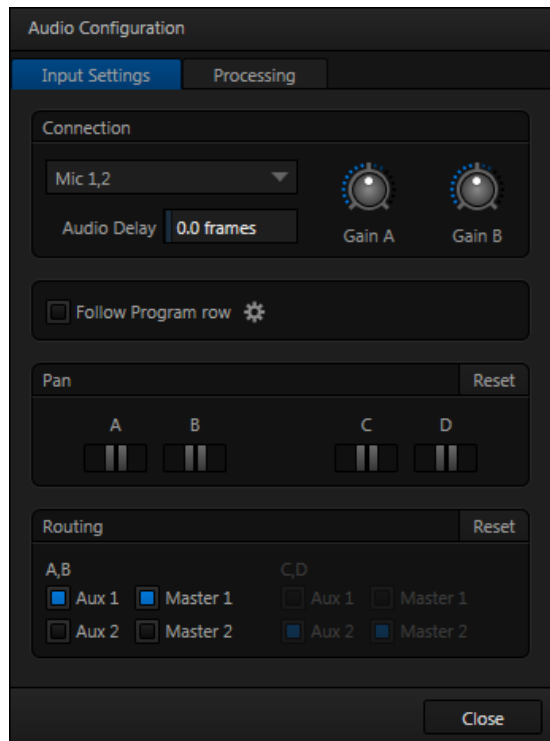 Audio Configuration
Input Settings Processing
Connection
Mic 1,2
Audio Delay 0.0 frames Gain A Gain B
Follow Program row
Pan Reset
A B C D
Routing Reset
A,B C,D
Aux 1 Master 1 Aux 1 Master 1
Aux 2 Master 2 Aux 2 Master 2
Close